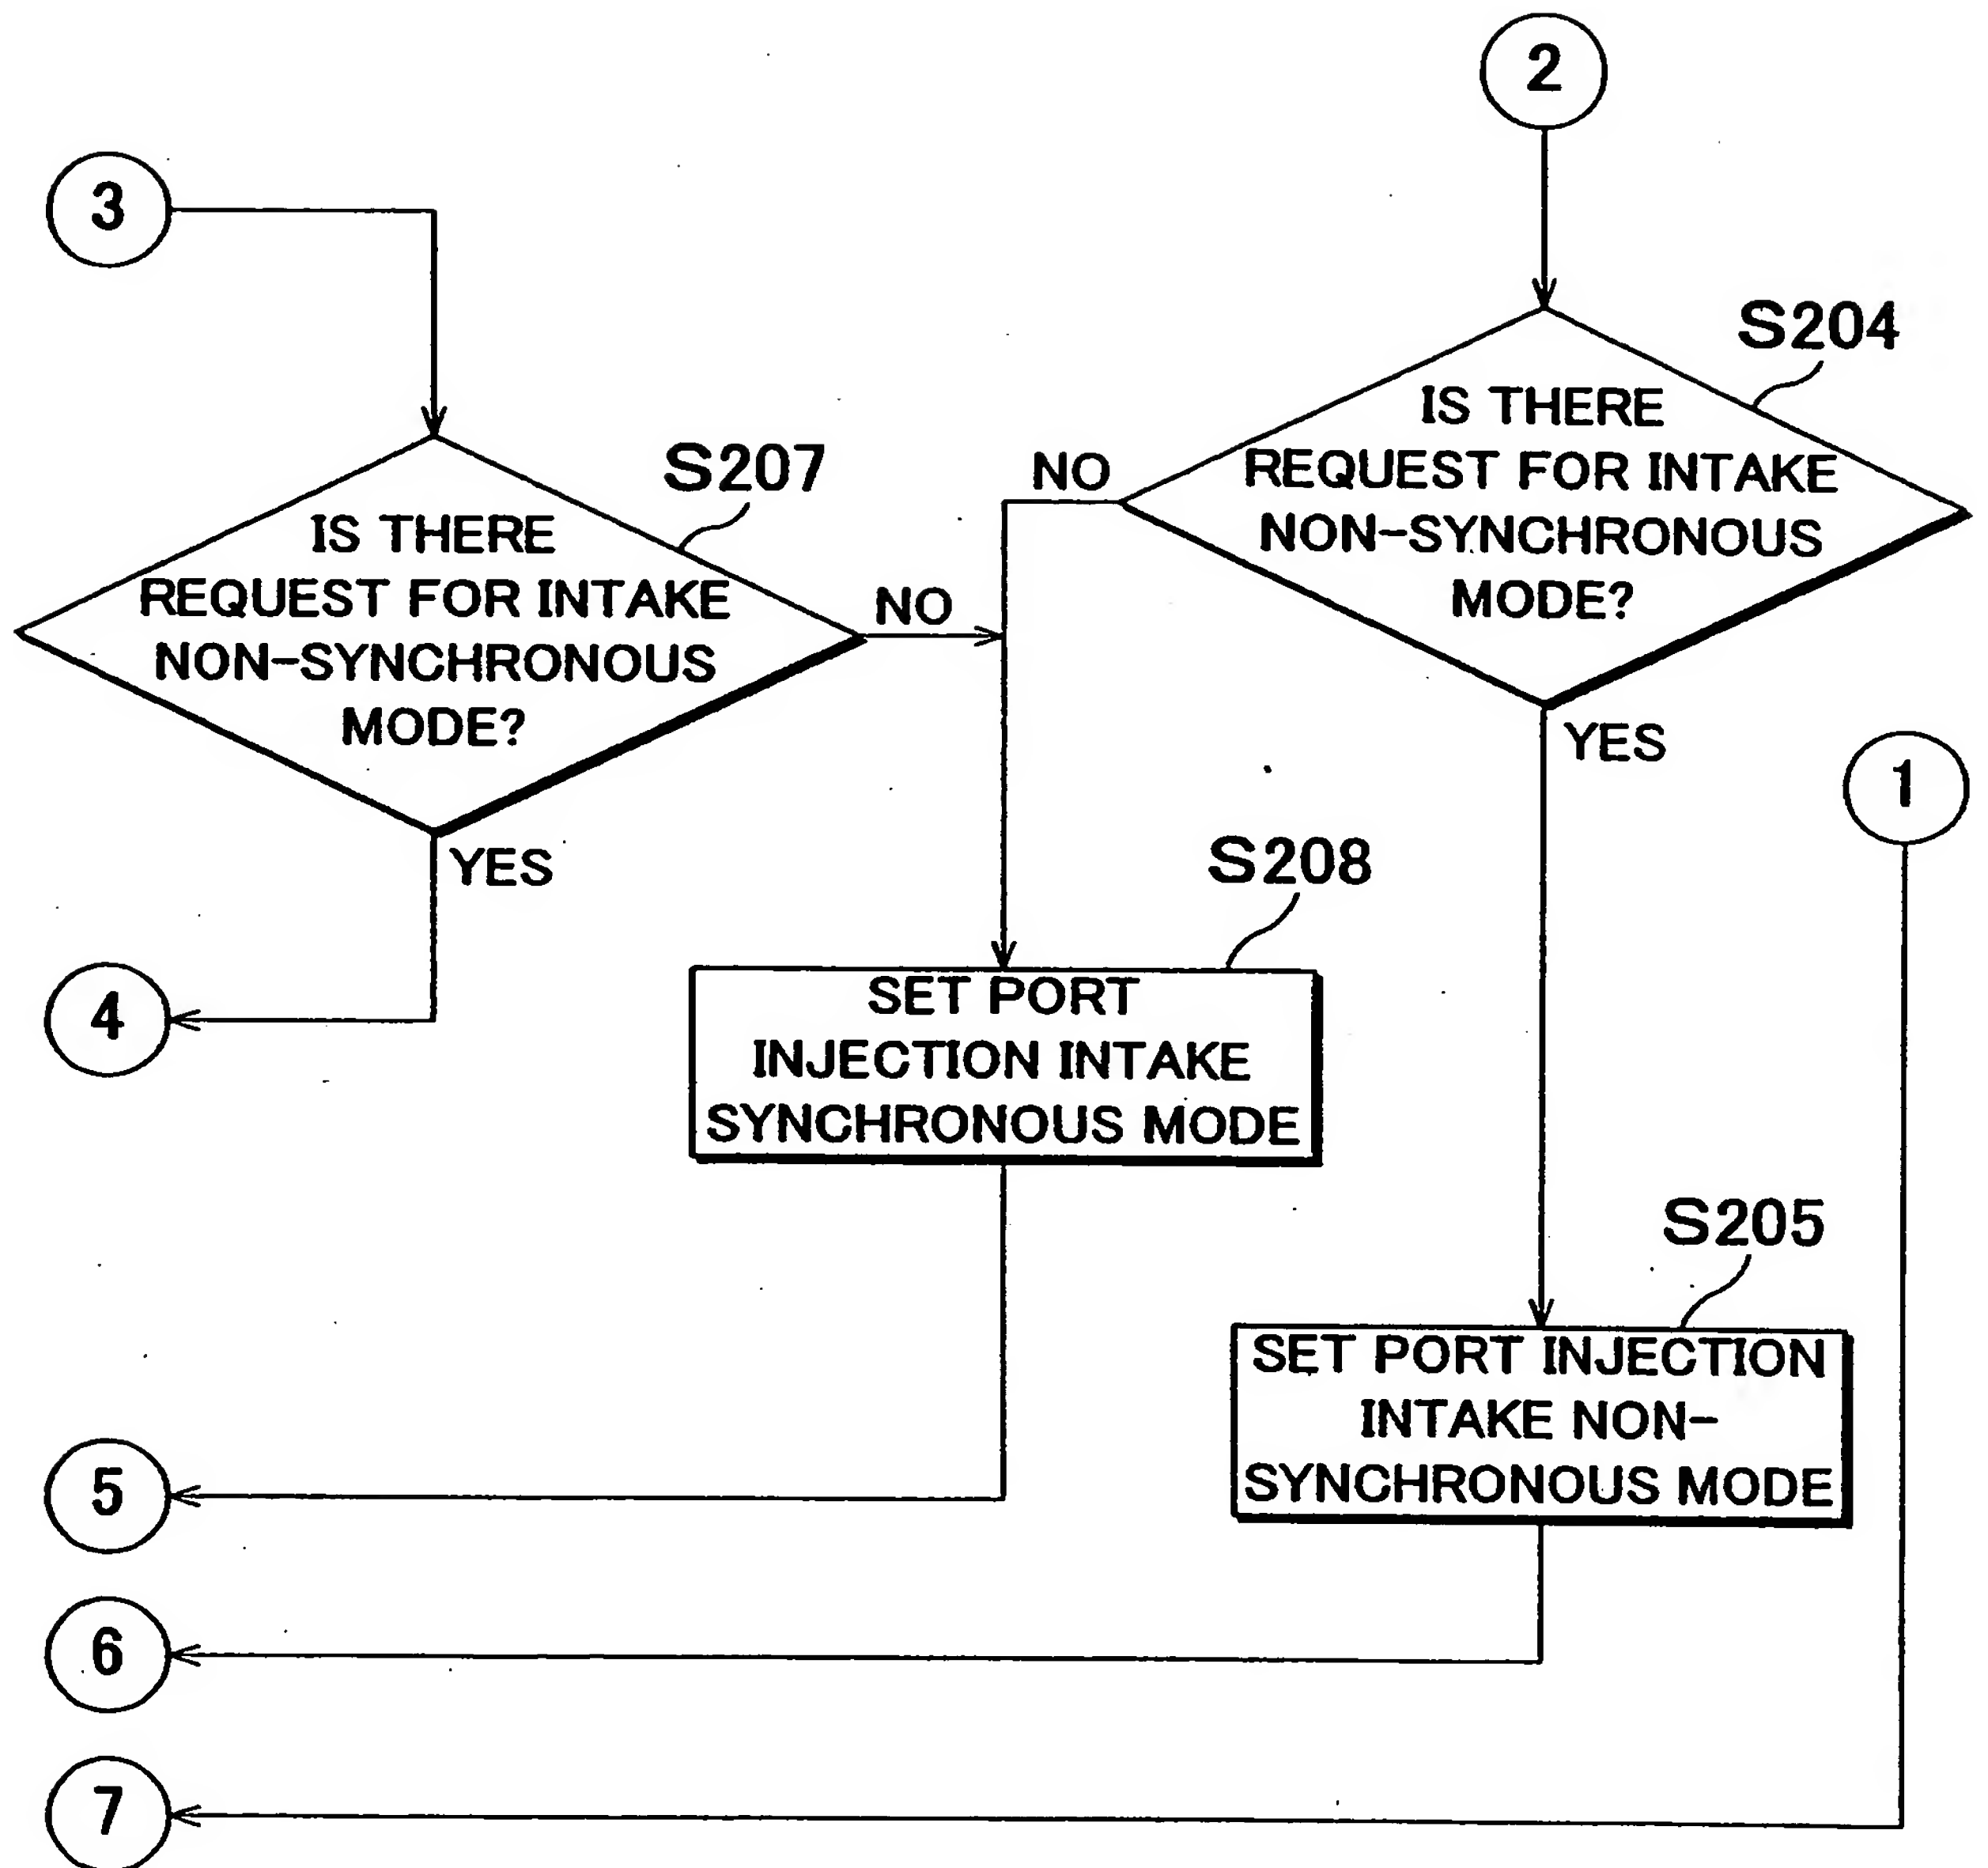 2
3
S204
IS THERE
REQUEST FOR INTAKE
NON-SYNCHRONOUS
MODE?
NO
S207
IS THERE
REQUEST FOR INTAKE
NON-SYNCHRONOUS
MODE?
NO
YES
1
YES
S208
4
SET PORT
INJECTION INTAKE
SYNCHRONOUS MODE
S205
SET PORT INJECTION
INTAKE NON-
SYNCHRONOUS MODE
5
6
7